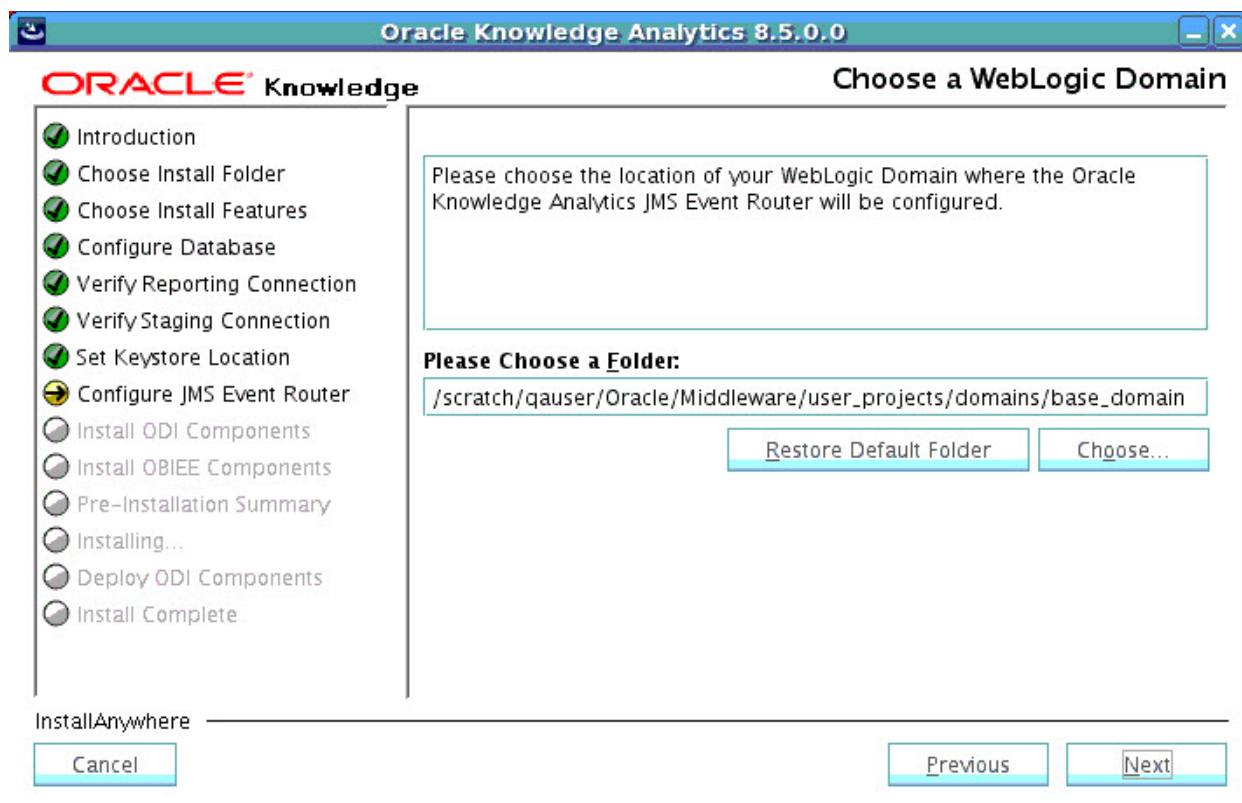 Oracle Knowledge Analytics 8.5.0.0
ORACLE Knowledge
Choose a WebLogic Domain
Introduction
Choose Install Folder
Choose Install Features
Configure Database
Verify Reporting Connection
Verify Staging Connection
Set Keystore Location
Configure JMS Event Router
Install ODI Components
Install OBIEE Components
Pre-Installation Summary
Installing...
Deploy ODI Components
Install Complete
Please choose the location of your WebLogic Domain where the Oracle
Knowledge Analytics JMS Event Router will be configured.
Please Choose a Folder:
/scratch/qauser/Oracle/Middleware/user_projects/domains/base_domain
Restore Default Folder
Choose...
InstallAnywhere
Cancel
Previous
Next